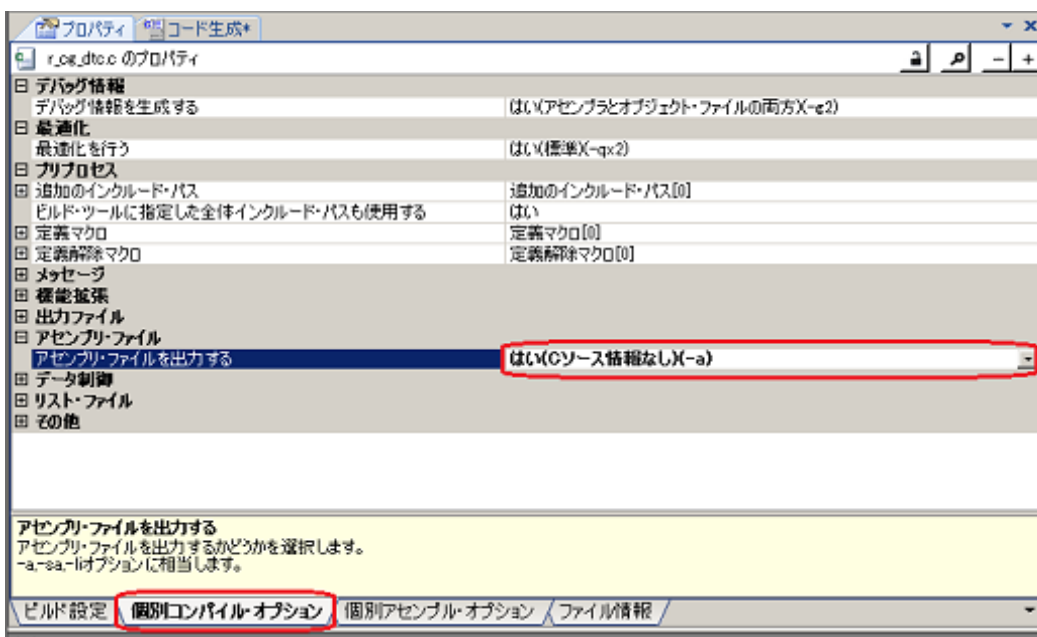 プロパティ コード生成*
r_cg_dtc.c のプロパティ
デバッグ情報
デバッグ情報を生成する はい(アセンブラとオブジェクト・ファイルの両方)(-g2)
最適化
最適化を行う はい(標準)(-qx2)
プリプロセス
追加のインクルード・パス 追加のインクルード・パス[0]
ビルド・ツールに指定した全体インクルード・パスも使用する はい
定義マクロ 定義マクロ[0]
定義解除マクロ 定義解除マクロ[0]
メッセージ
機能拡張
出力ファイル
アセンブリ・ファイル
アセンブリ・ファイルを出力する はい(Cソース情報なし)(-a)
データ制御
リスト・ファイル
その他
アセンブリ・ファイルを出力する
アセンブリ・ファイルを出力するかどうかを選択します。
-a,-sa,-liオプションに相当します。
ビルド設定 個別コンパイル・オプション 個別アセンブル・オプション ファイル情報